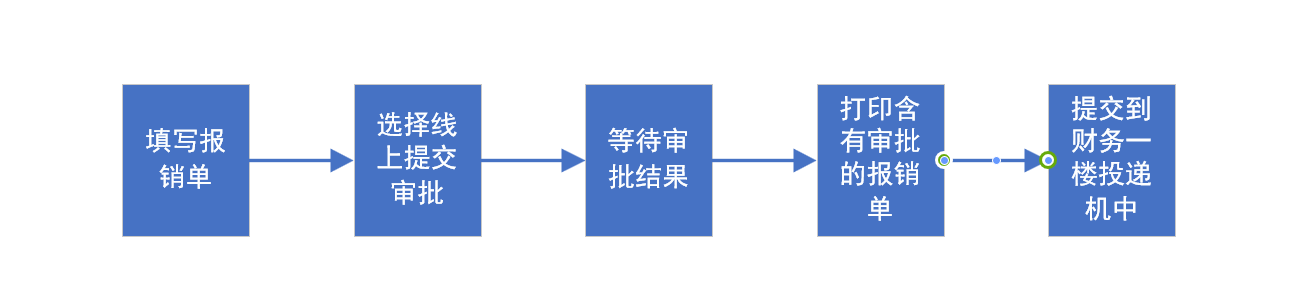 填写报
销单
选择线
上提交
审批
等待审
批结果
打印含
有审批
的报销
单
提交到
财务一
楼投递
机中